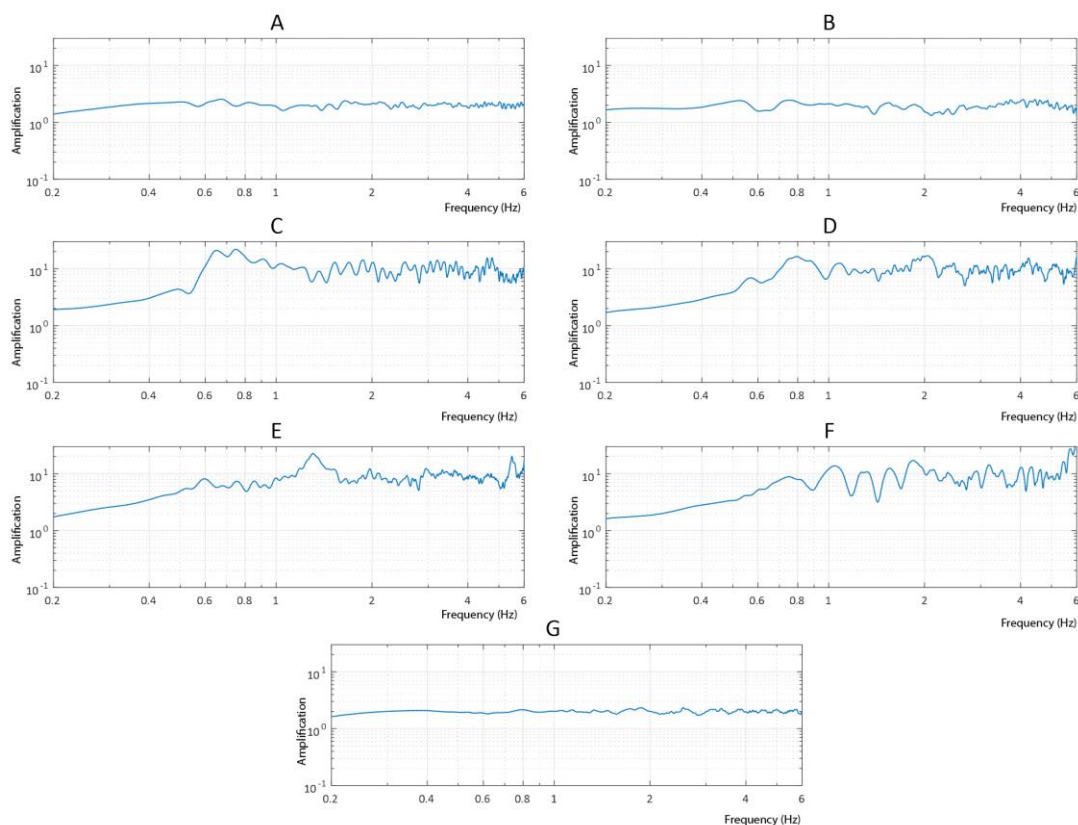 A B
Amplification 10^1 10^0 10^-1 Amplification 10^1 10^0 10^-1
0.2 0.4 0.6 0.8 1 2 4 6 0.2 0.4 0.6 0.8 1 2 4 6
Frequency (Hz) Frequency (Hz)
C D
Amplification 10^1 10^0 10^-1 Amplification 10^1 10^0 10^-1
0.2 0.4 0.6 0.8 1 2 4 6 0.2 0.4 0.6 0.8 1 2 4 6
Frequency (Hz) Frequency (Hz)
E F
Amplification 10^1 10^0 10^-1 Amplification 10^1 10^0 10^-1
0.2 0.4 0.6 0.8 1 2 4 6 0.2 0.4 0.6 0.8 1 2 4 6
Frequency (Hz) Frequency (Hz)
G
Amplification 10^1 10^0 10^-1
0.2 0.4 0.6 0.8 1 2 4 6
Frequency (Hz)